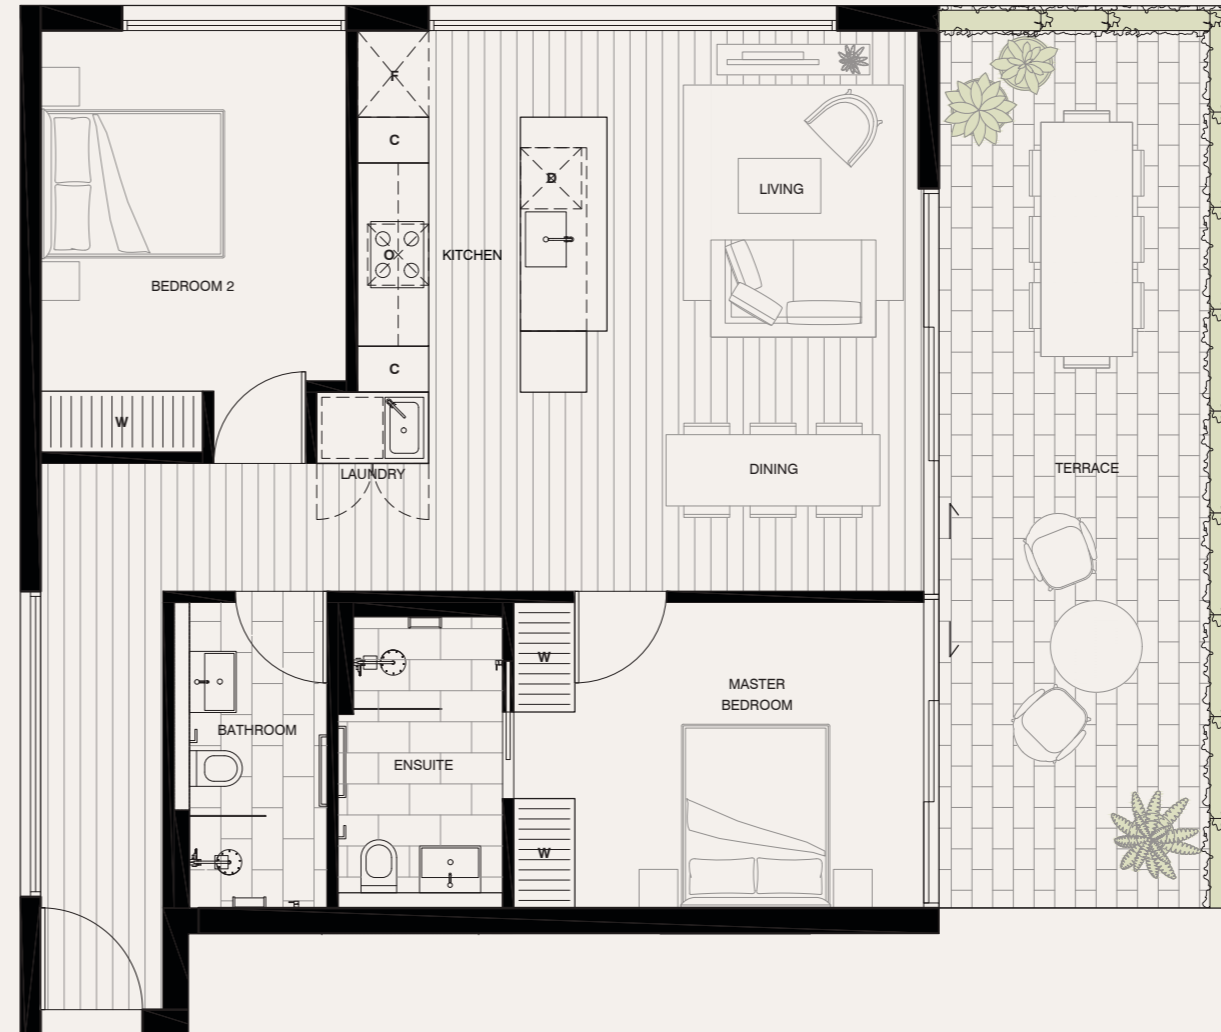 F
C
B
D
LIVING
O
KITCHEN
BEDROOM 2
C
W
LAUNDRY
DINING
TERRACE
W
MASTER
BEDROOM
BATHROOM
ENSUITE
W